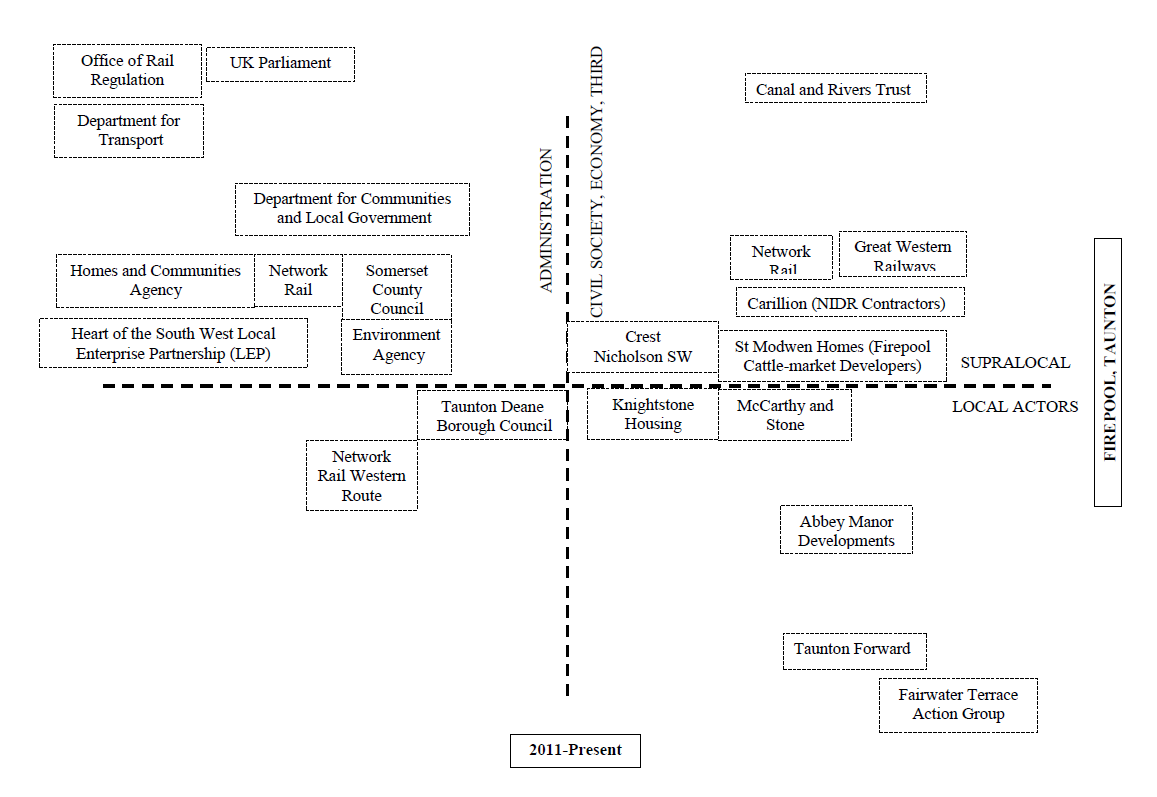 Office of Rail
Regulation
UK Parliament
Department for
Transport
Department for Communities
and Local Government
Homes and Communities
Agency
Network
Rail
Somerset
County
Council
Heart of the South West Local
Enterprise Partnership (LEP)
Environment
Agency
ADMINISTRATION
CIVIL SOCIETY, ECONOMY, THIRD
Canal and Rivers Trust
Network
Rail
Great Western
Railways
Carillion (NIDR Contractors)
Crest
Nicholson SW
St Modwen Homes (Firepool
Cattle-market Developers)
SUPRALOCAL
LOCAL ACTORS
FIREPOOL, TAUNTON
Taunton Deane
Borough Council
Network
Rail Western
Route
Knightstone
Housing
McCarthy and
Stone
Abbey Manor
Developments
Taunton Forward
Fairwater Terrace
Action Group
2011-Present